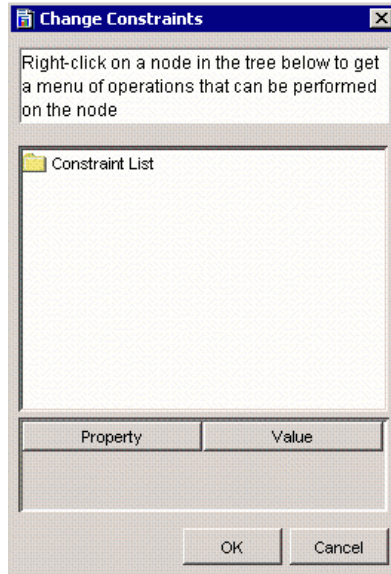 Change Constraints
Right-click on a node in the tree below to get
a menu of operations that can be performed
on the node
Constraint List
Property Value
OK Cancel